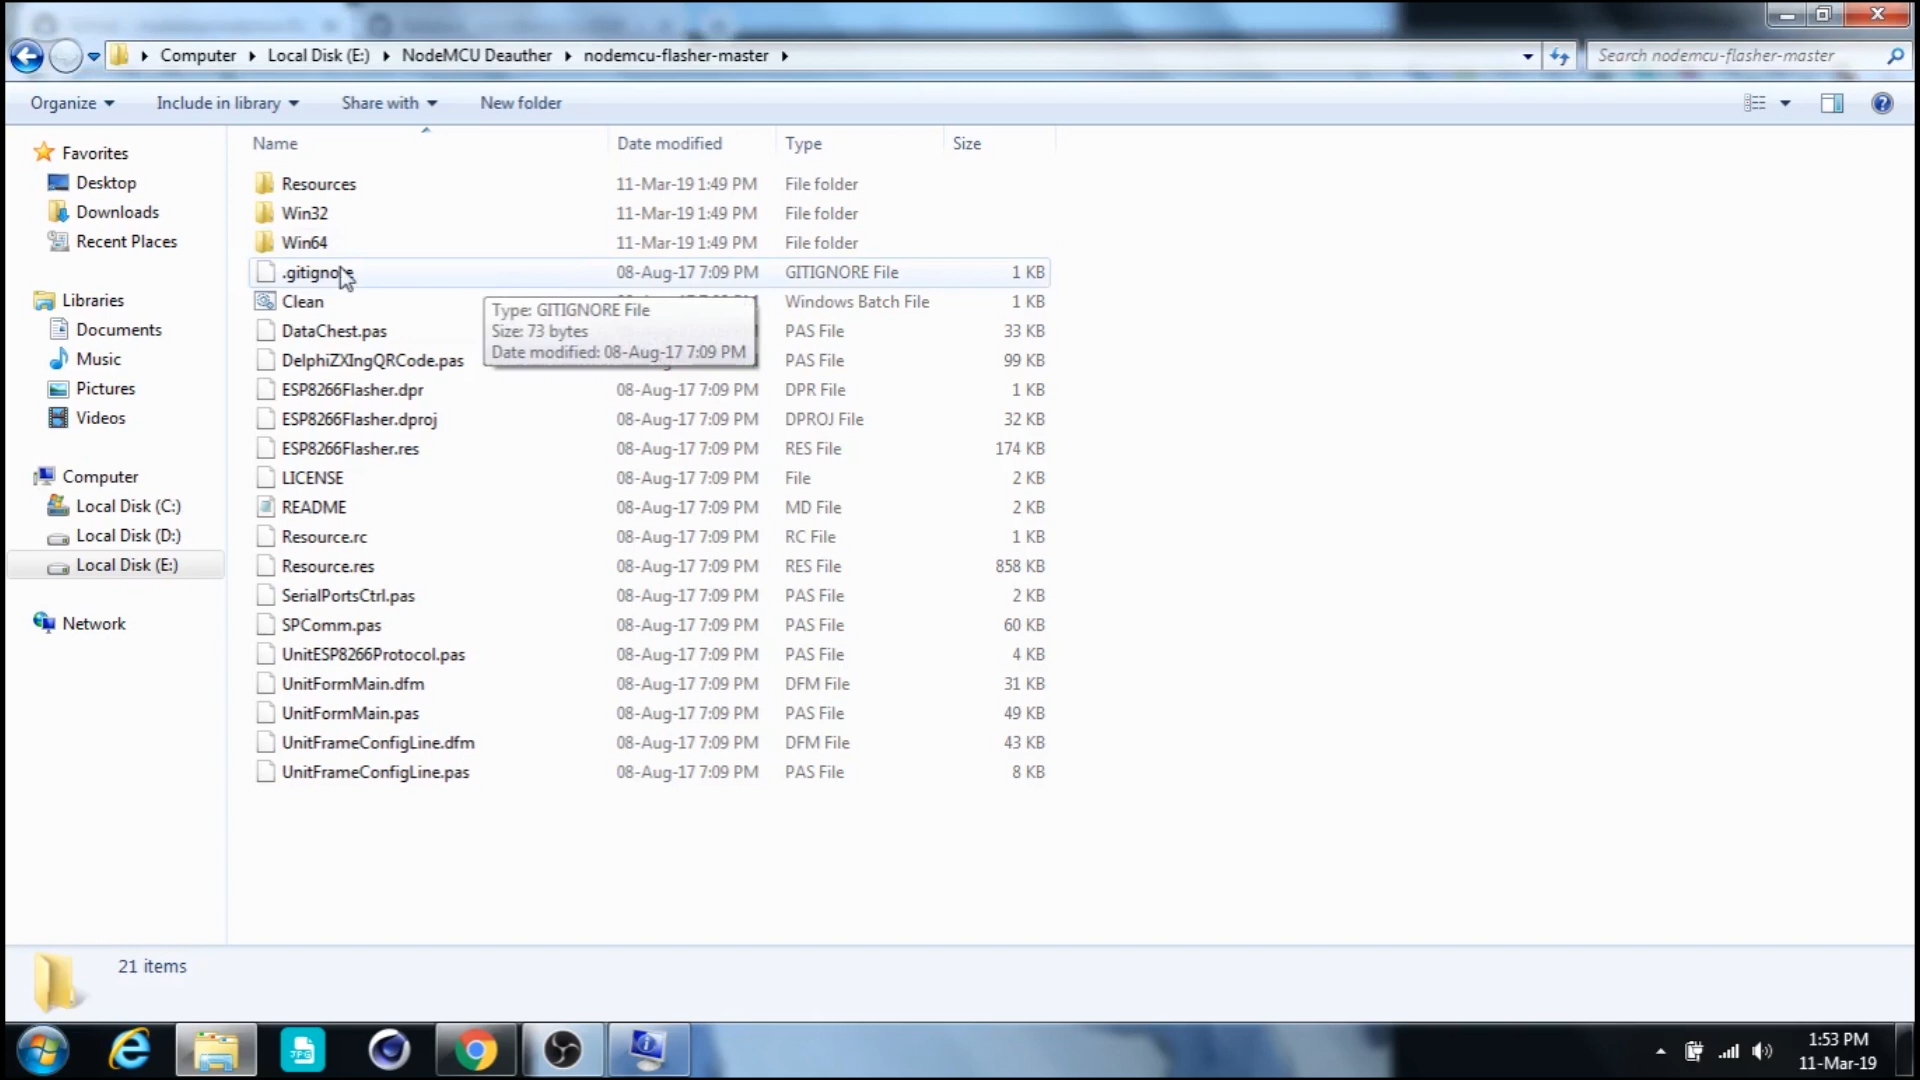 Computer Local Disk (E:) NodeMCU Deauther nodemcu-flasher-master Search nodemcu-flasher-master
Organize Include in library Share with New folder
Name Date modified Type Size
Favorites
Desktop
Downloads
Recent Places
Libraries
Documents
Music
Pictures
Videos
Computer
Local Disk (C:)
Local Disk (D:)
Local Disk (E:)
Network
Resources 11-Mar-19 1:49 PM File folder
Win32 11-Mar-19 1:49 PM File folder
Win64 11-Mar-19 1:49 PM File folder
.gitignore 08-Aug-17 7:09 PM GITIGNORE File 1 KB
Clean Windows Batch File 1 KB
Type: GITIGNORE File
Size: 73 bytes
Date modified: 08-Aug-17 7:09 PM
DataChest.pas PAS File 33 KB
DelphiZXIngQRCode.pas PAS File 99 KB
ESP8266Flasher.dpr 08-Aug-17 7:09 PM DPR File 1 KB
ESP8266Flasher.dproj 08-Aug-17 7:09 PM DPROJ File 32 KB
ESP8266Flasher.res 08-Aug-17 7:09 PM RES File 174 KB
LICENSE 08-Aug-17 7:09 PM File 2 KB
README 08-Aug-17 7:09 PM MD File 2 KB
Resource.rc 08-Aug-17 7:09 PM RC File 1 KB
Resource.res 08-Aug-17 7:09 PM RES File 858 KB
SerialPortsCtrl.pas 08-Aug-17 7:09 PM PAS File 2 KB
SPComm.pas 08-Aug-17 7:09 PM PAS File 60 KB
UnitESP8266Protocol.pas 08-Aug-17 7:09 PM PAS File 4 KB
UnitFormMain.dfm 08-Aug-17 7:09 PM DFM File 31 KB
UnitFormMain.pas 08-Aug-17 7:09 PM PAS File 49 KB
UnitFrameConfigLine.dfm 08-Aug-17 7:09 PM DFM File 43 KB
UnitFrameConfigLine.pas 08-Aug-17 7:09 PM PAS File 8 KB
21 items
JPG
1:53 PM
11-Mar-19